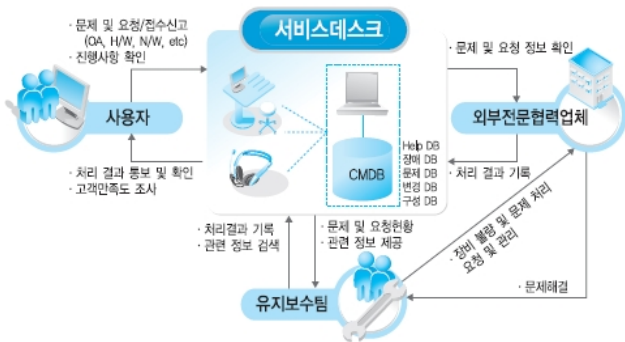 서비스데스크
· 문제 및 요청/접수신고
(OA, H/W, N/W, etc)
· 진행사항 확인
사용자
· 처리 결과 통보 및 확인
· 고객만족도 조사
CMDB
Help DB
장애 DB
문제 DB
변경 DB
구성 DB
· 문제 및 요청 정보 확인
외부전문협력업체
· 처리 결과 기록
· 처리결과 기록
· 관련 정보 검색
· 문제 및 요청현황
· 관련 정보 제공
· 장비 불량 및 문제 처리
요청 및 관리
· 문제해결
유지보수팀